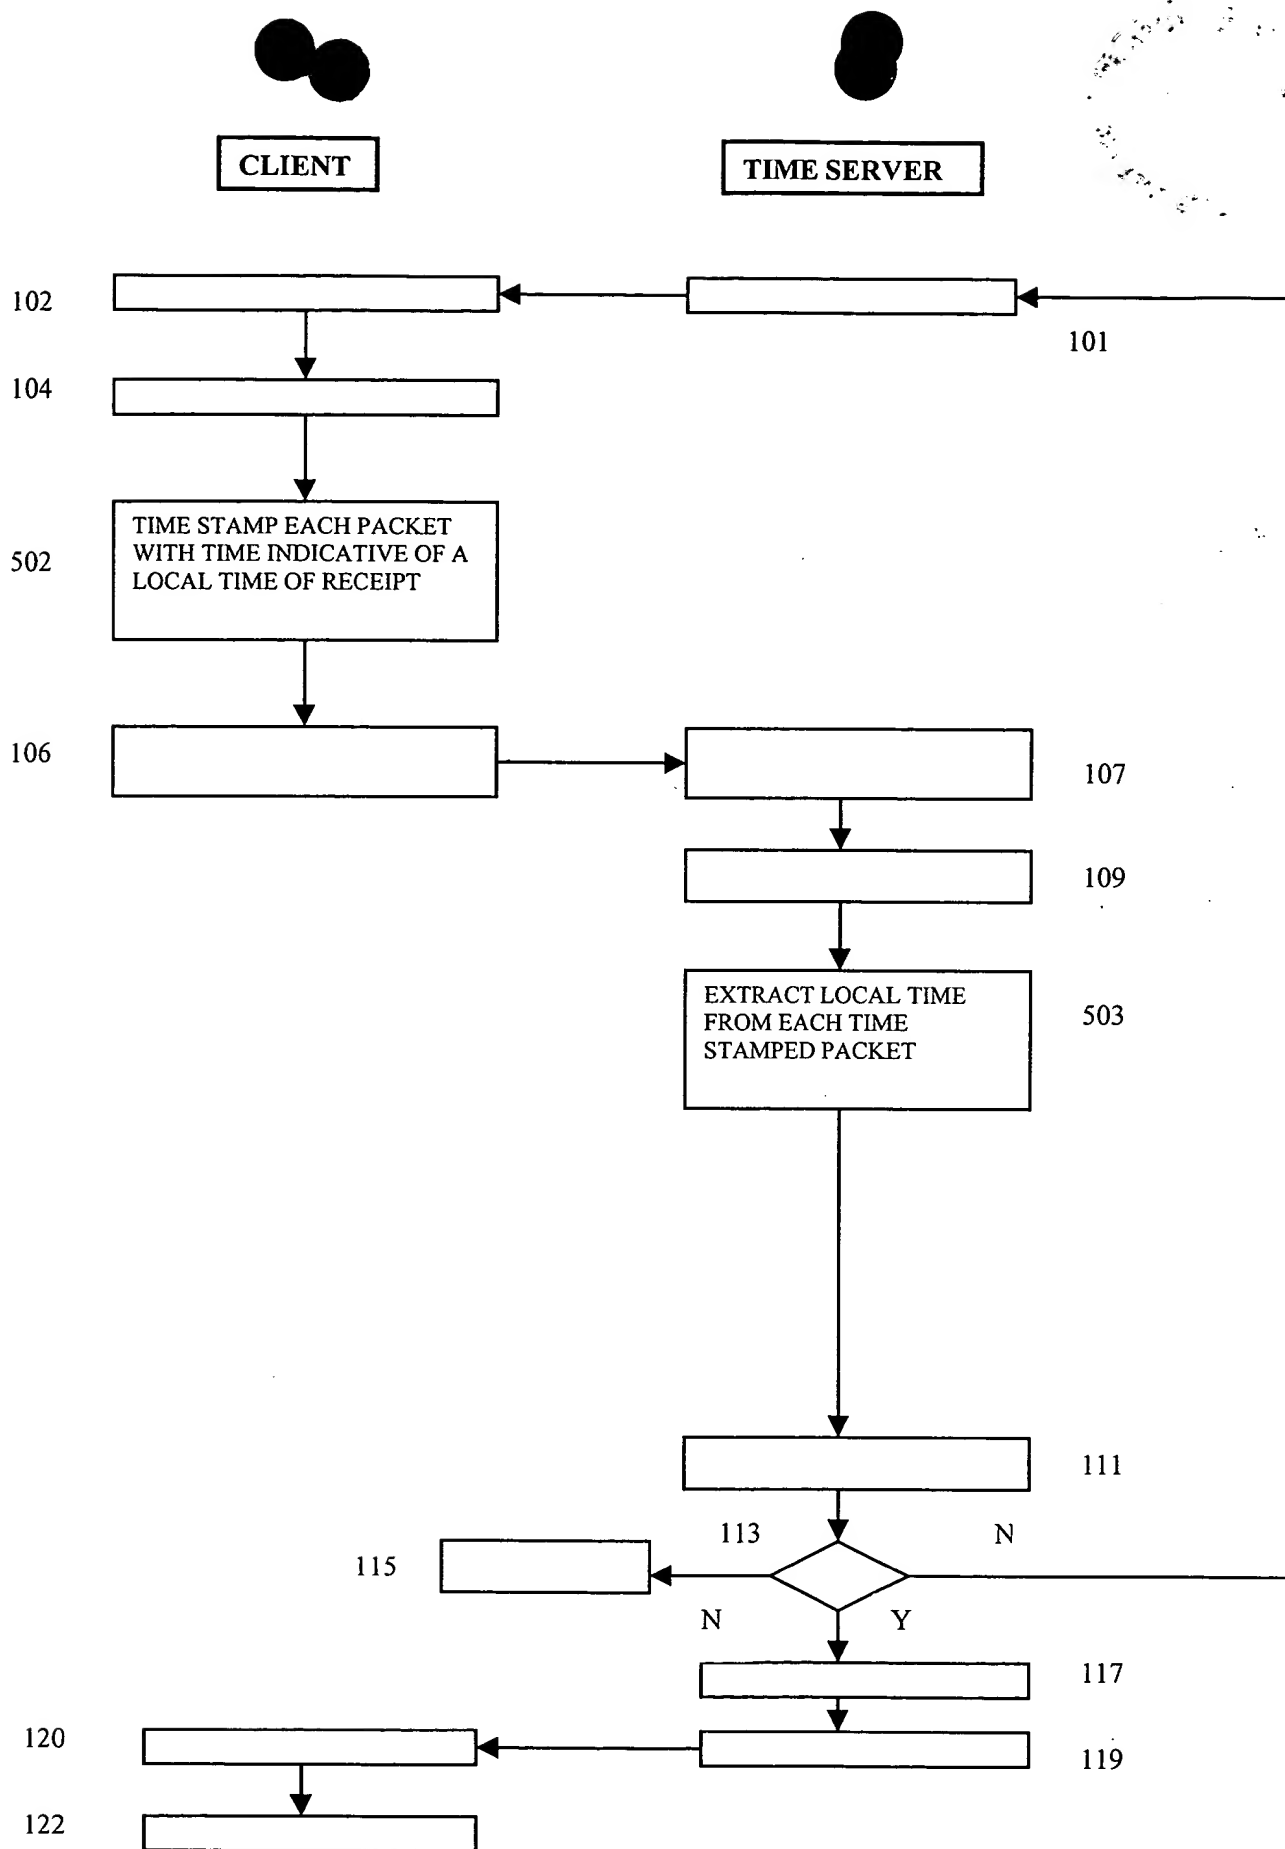 CLIENT
TIME SERVER
102
101
104
TIME STAMP EACH PACKET
WITH TIME INDICATIVE OF A
LOCAL TIME OF RECEIPT
502
106
107
109
EXTRACT LOCAL TIME
FROM EACH TIME
STAMPED PACKET
503
111
113
N
115
N
Y
117
120
119
122